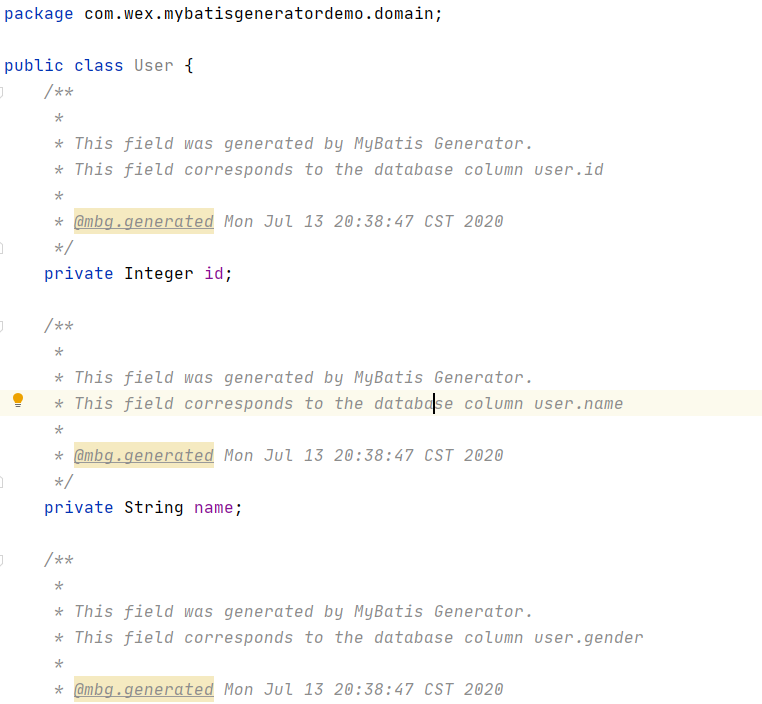 package com.wex.mybatisgeneratordemo.domain;
public class User {
/**
*
* This field was generated by MyBatis Generator.
* This field corresponds to the database column user.id
*
* @mbg.generated Mon Jul 13 20:38:47 CST 2020
*/
private Integer id;
/**
*
* This field was generated by MyBatis Generator.
* This field corresponds to the database column user.name
*
* @mbg.generated Mon Jul 13 20:38:47 CST 2020
*/
private String name;
/**
*
* This field was generated by MyBatis Generator.
* This field corresponds to the database column user.gender
*
* @mbg.generated Mon Jul 13 20:38:47 CST 2020